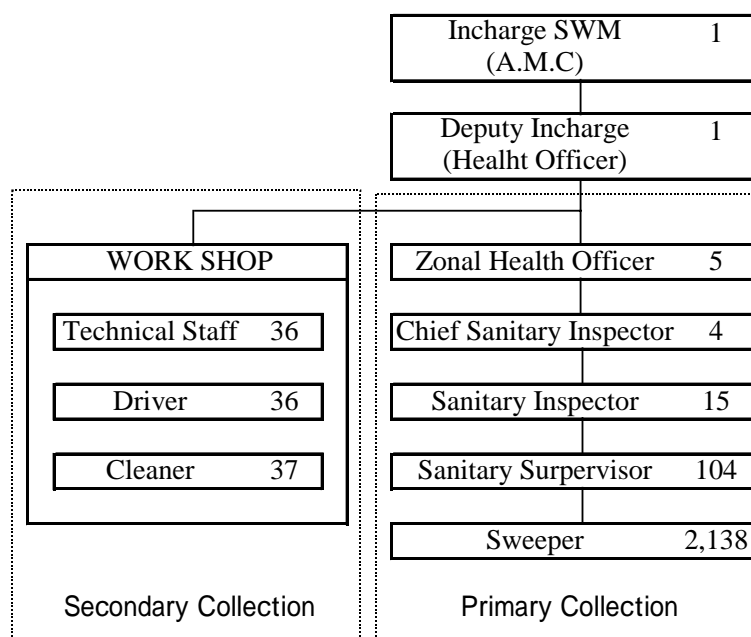 Incharge SWM 1
(A.M.C)
Deputy Incharge 1
(Healht Officer)
WORK SHOP
Technical Staff 36
Driver 36
Cleaner 37
Secondary Collection
Zonal Health Officer 5
Chief Sanitary Inspector 4
Sanitary Inspector 15
Sanitary Surpervisor 104
Sweeper 2,138
Primary Collection